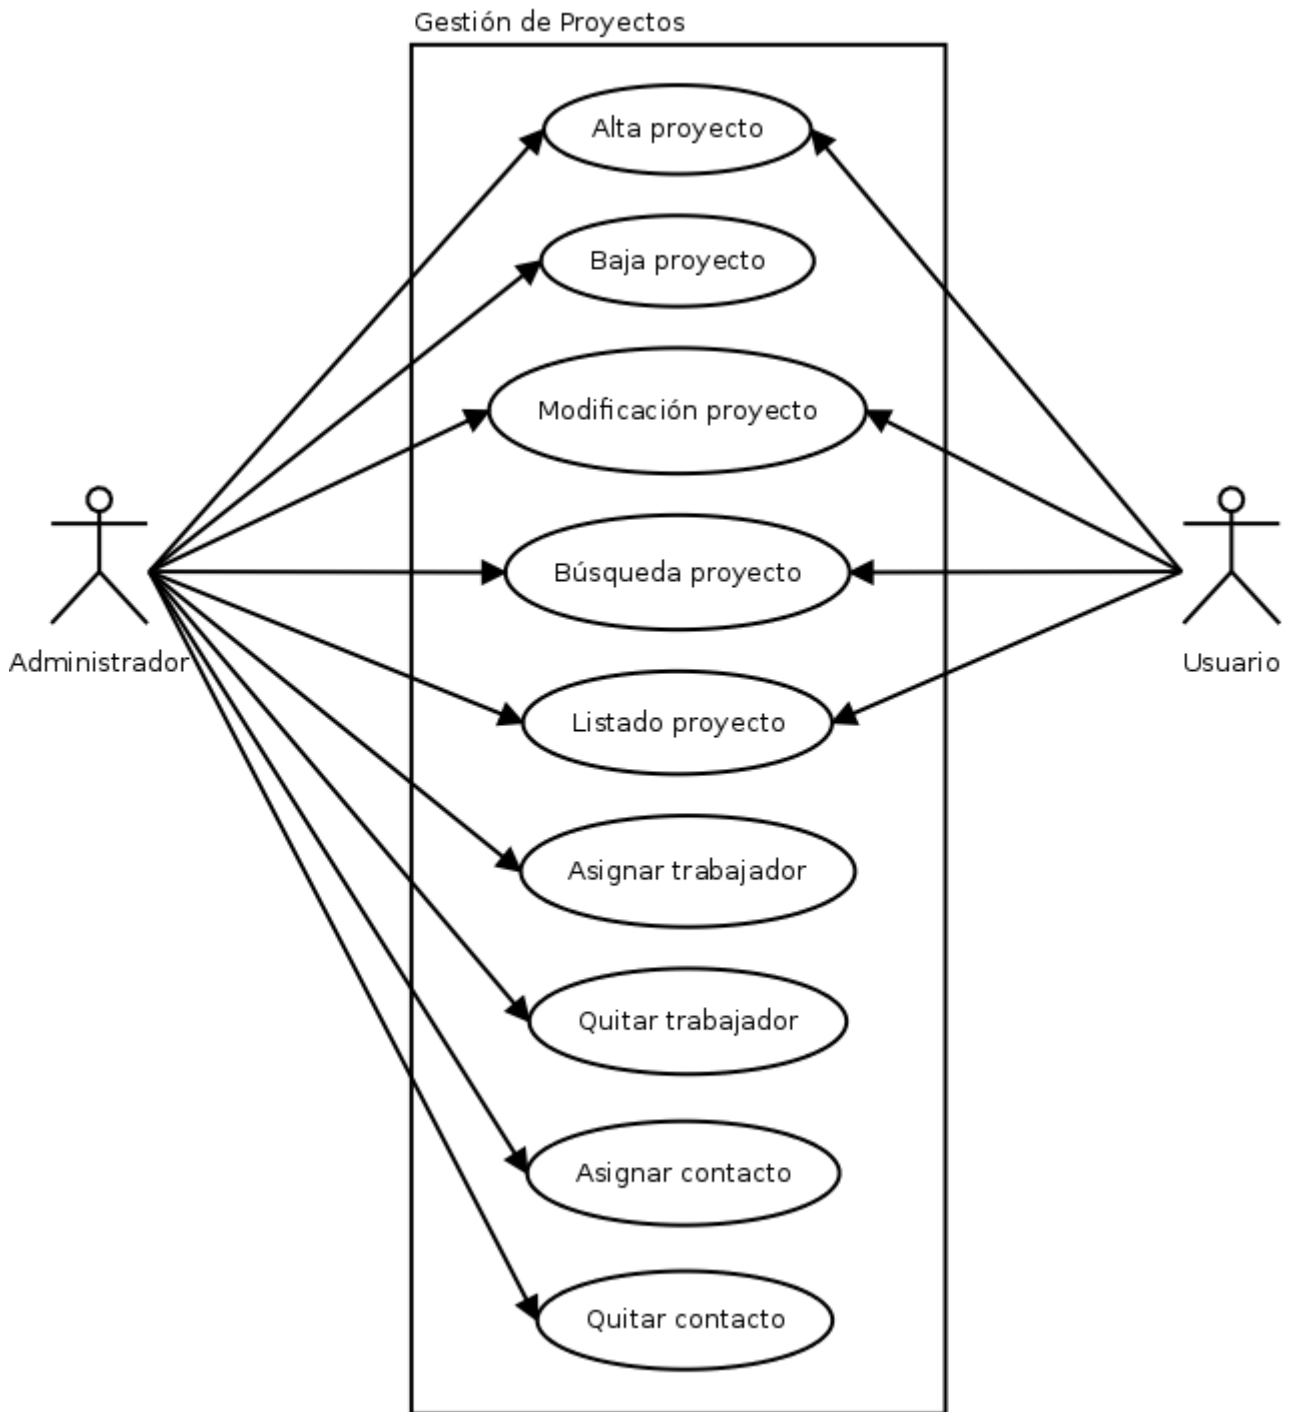 Gestión de Proyectos
Alta proyecto
Baja proyecto
Modificación proyecto
Búsqueda proyecto
Administrador
Usuario
Listado proyecto
Asignar trabajador
Quitar trabajador
Asignar contacto
Quitar contacto